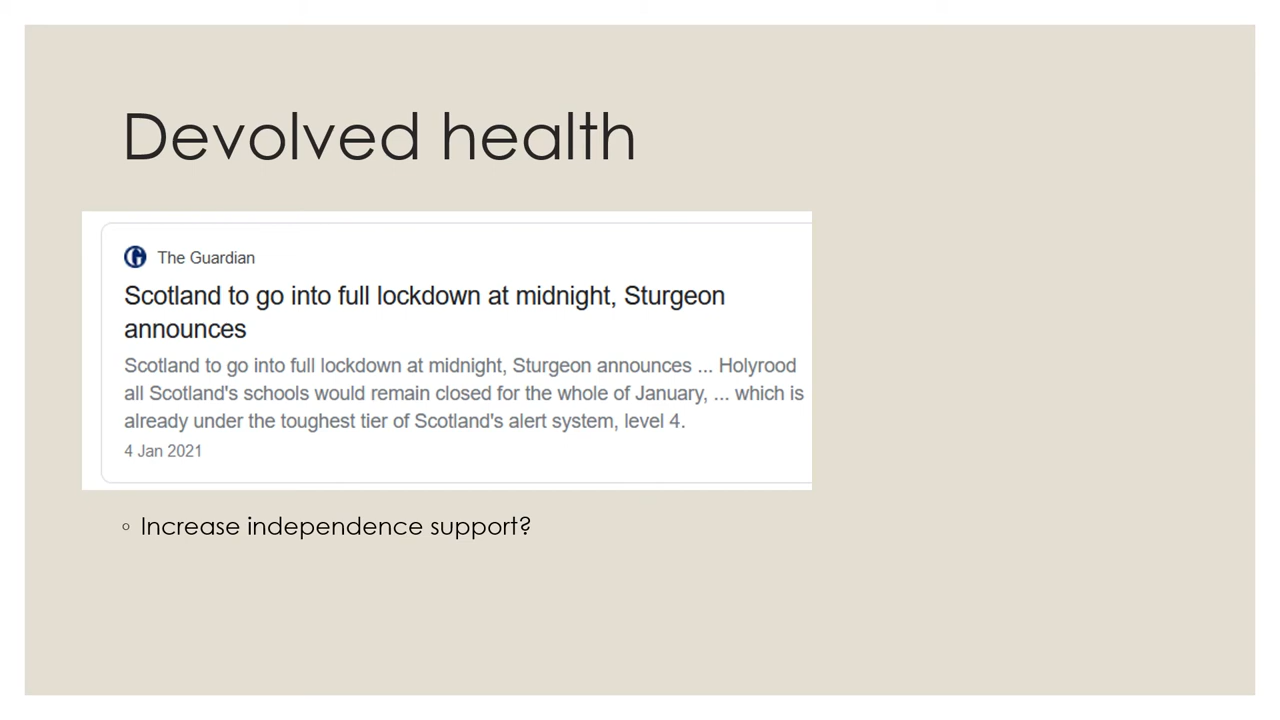 Devolved health
The Guardian
Scotland to go into full lockdown at midnight, Sturgeon
announces
Scotland to go into full lockdown at midnight, Sturgeon announces ... Holyrood
all Scotland's schools would remain closed for the whole of January, ... which is
already under the toughest tier of Scotland's alert system, level 4.
4 Jan 2021
◦ Increase independence support?